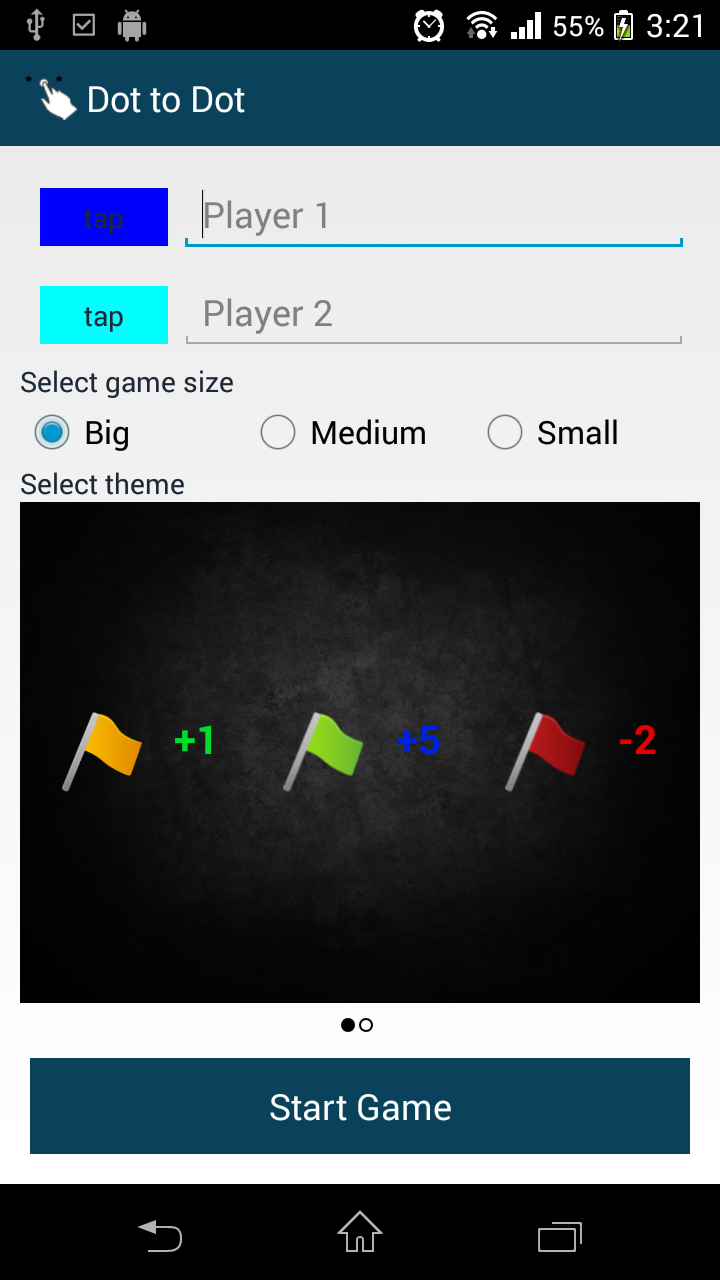 55% 3:21
Dot to Dot
tap Player 1
tap Player 2
Select game size
Big Medium Small
Select theme
+1 +5 -2
Start Game